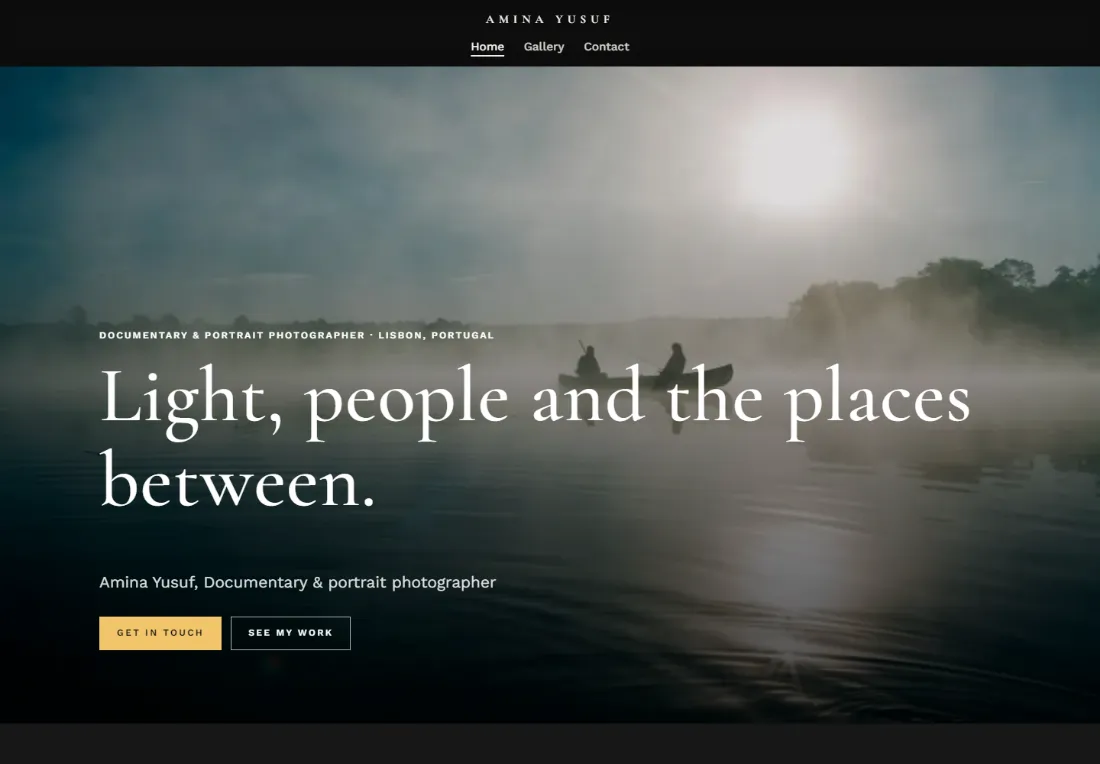 AMINA YUSUF
Home Gallery Contact
DOCUMENTARY & PORTRAIT PHOTOGRAPHER · LISBON, PORTUGAL
Light, people and the places
between.
Amina Yusuf, Documentary & portrait photographer
GET IN TOUCH SEE MY WORK